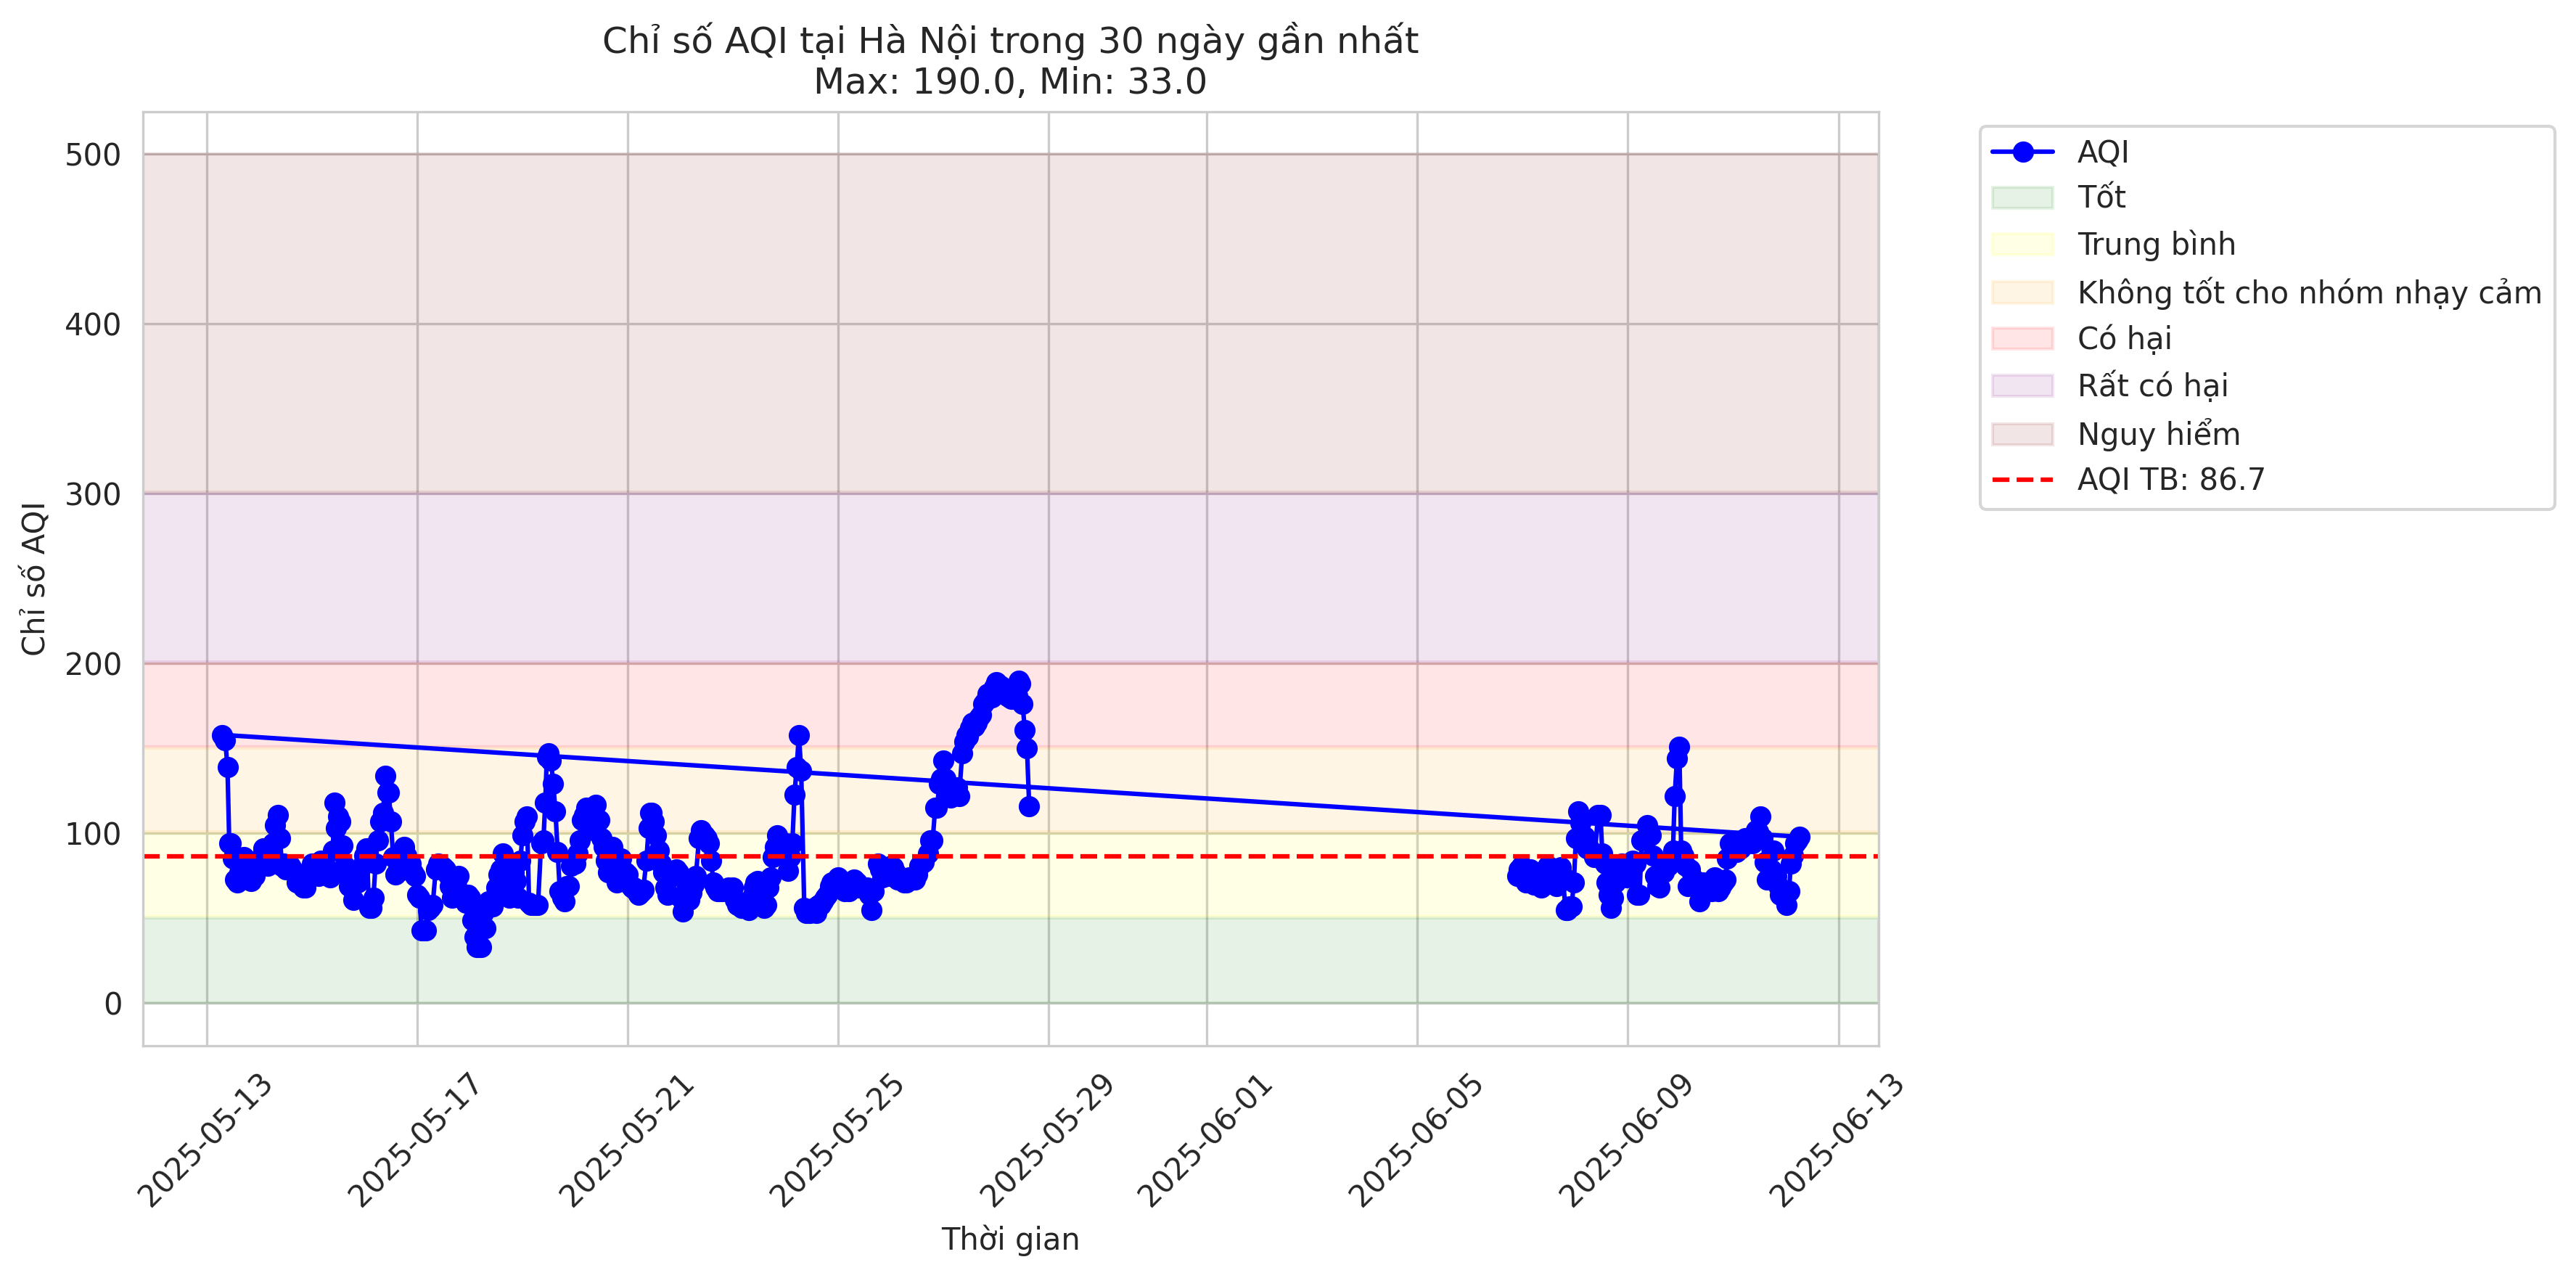 Chỉ số AQI tại Hà Nội trong 30 ngày gần nhất
Max: 190.0, Min: 33.0
Chỉ số AQI
500
400
300
200
100
0
2025-05-13
2025-05-17
2025-05-21
2025-05-25
2025-05-29
2025-06-01
2025-06-05
2025-06-09
2025-06-13
Thời gian
AQI
Tốt
Trung bình
Không tốt cho nhóm nhạy cảm
Có hại
Rất có hại
Nguy hiểm
AQI TB: 86.7